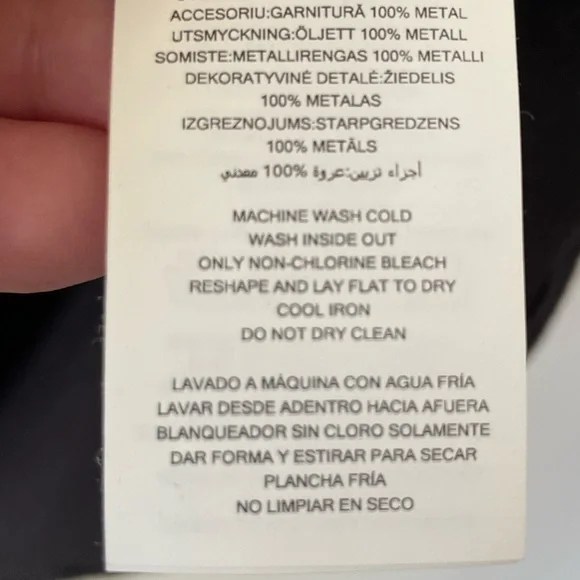 ACCESORIU:GARNITURĂ 100% METAL
UTSMYCKNING:ÖLJETT 100% METALL
SOMISTE:METALLIRENGAS 100% METALLI
DEKORATYVINĖ DETALĖ:ŽIEDELIS
100% METALAS
IZGREZNOJUMS:STARPGREDZENS
100% METĀLS
أجزاء تزيين:عروة %100 معدني
MACHINE WASH COLD
WASH INSIDE OUT
ONLY NON-CHLORINE BLEACH
RESHAPE AND LAY FLAT TO DRY
COOL IRON
DO NOT DRY CLEAN
LAVADO A MÁQUINA CON AGUA FRÍA
LAVAR DESDE ADENTRO HACIA AFUERA
BLANQUEADOR SIN CLORO SOLAMENTE
DAR FORMA Y ESTIRAR PARA SECAR
PLANCHA FRÍA
NO LIMPIAR EN SECO